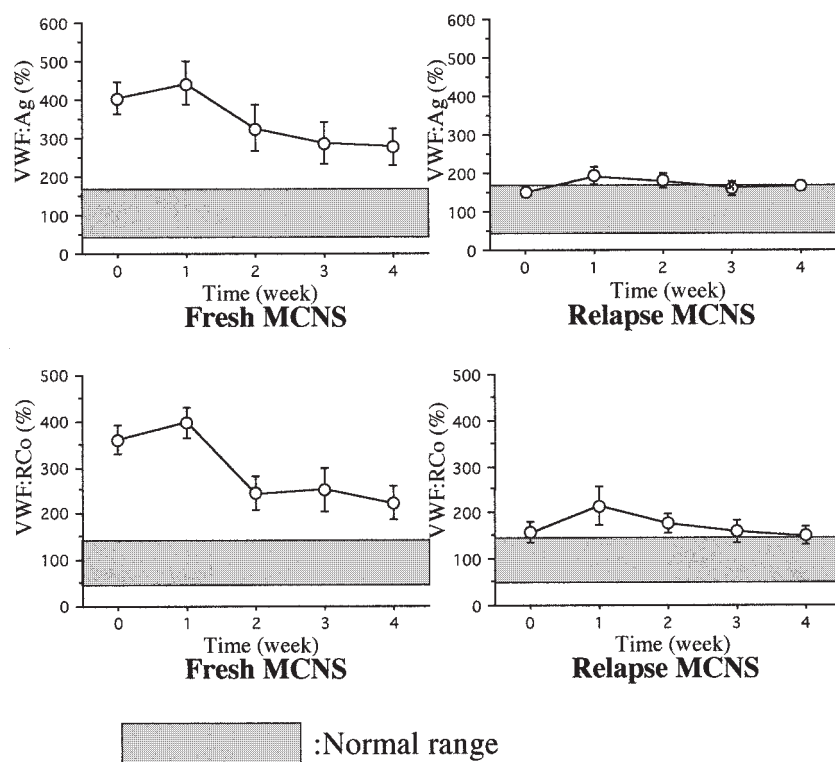 VWF:Ag (%)
600
500
400
300
200
100
0
0 1 2 3 4
Time (week)
Fresh MCNS
VWF:Ag (%)
600
500
400
300
200
100
0
0 1 2 3 4
Time (week)
Relapse MCNS
VWF:RCo (%)
500
400
300
200
100
0
0 1 2 3 4
Time (week)
Fresh MCNS
VWF:RCo (%)
500
400
300
200
100
0
0 1 2 3 4
Time (week)
Relapse MCNS
:Normal range